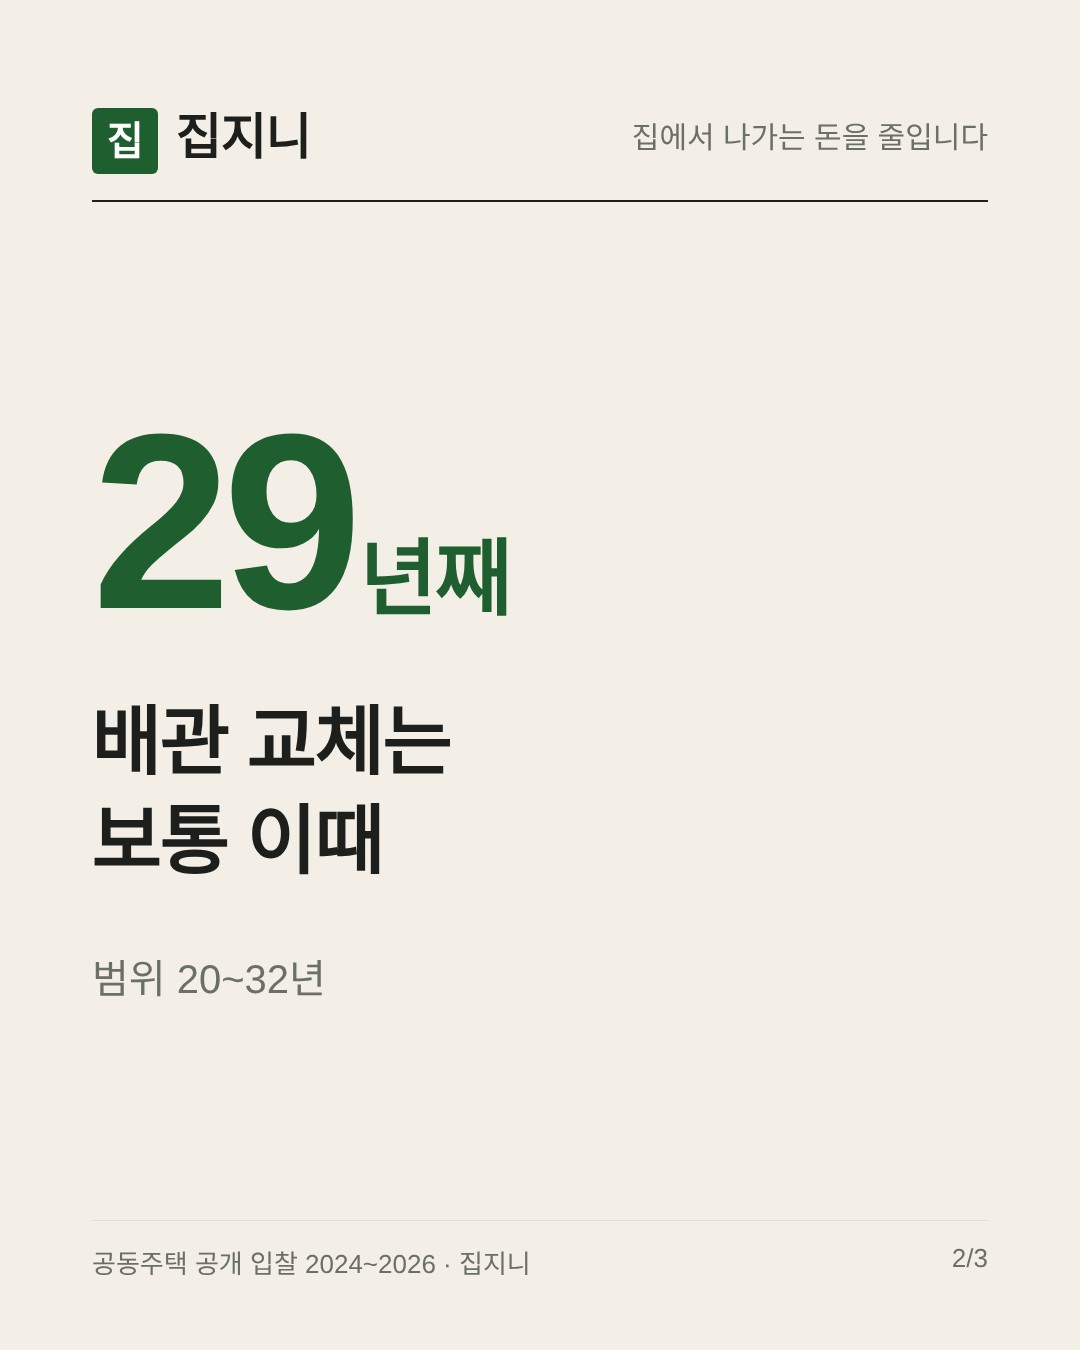 집 집지니
집에서 나가는 돈을 줄입니다
29년째
배관 교체는
보통 이때
범위 20~32년
공동주택 공개 입찰 2024~2026 · 집지니
2/3